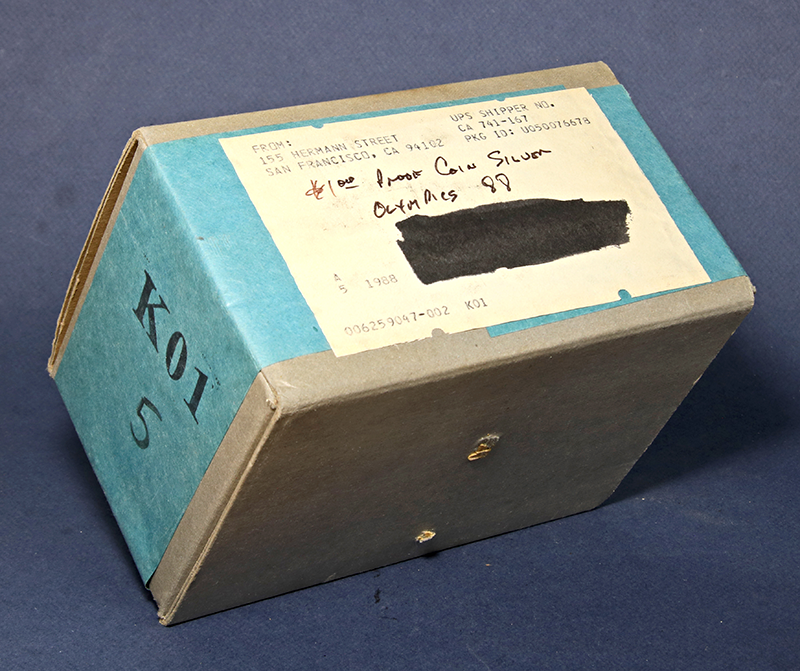 FROM:
155 HERMANN STREET
SAN FRANCISCO, CA 94102
UPS SHIPPER NO.
CA 741-167
PKG ID: U050076678
$1.00 PROOF COIN SILVER
OLYMPICS 88
A
5 1988
006259047-002 K01
K01
5